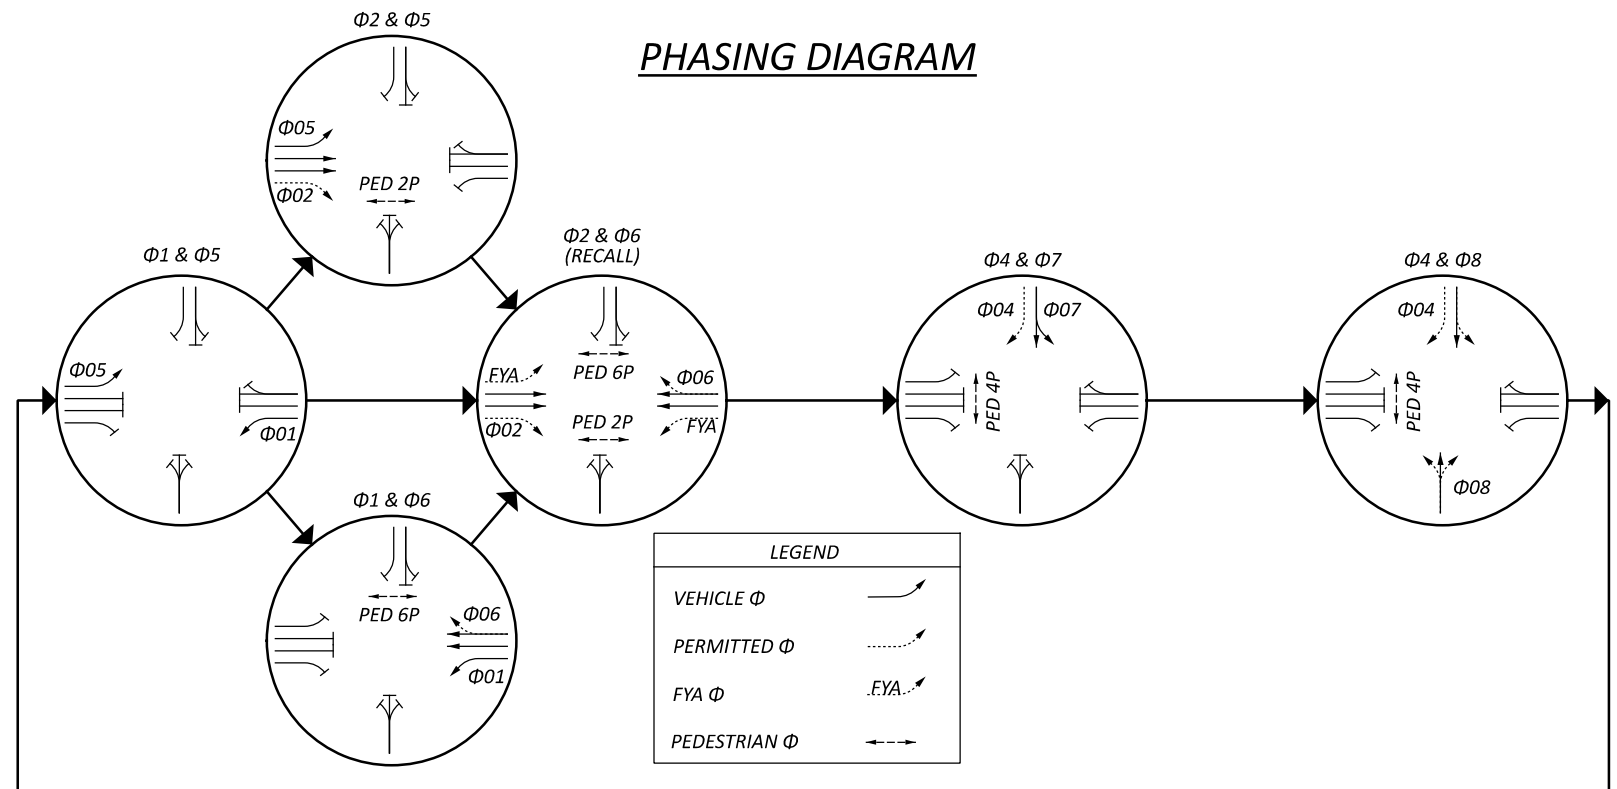 PHASING DIAGRAM
Φ2 & Φ5
Φ05
Φ02
PED 2P
Φ1 & Φ5
Φ05
Φ01
Φ2 & Φ6
(RECALL)
FYA
PED 6P
Φ06
Φ02
PED 2P
FYA
Φ4 & Φ7
Φ04
Φ07
PED 4P
Φ4 & Φ8
Φ04
PED 4P
Φ08
Φ1 & Φ6
PED 6P
Φ06
Φ01
LEGEND
VEHICLE Φ
PERMITTED Φ
FYA Φ
FYA
PEDESTRIAN Φ